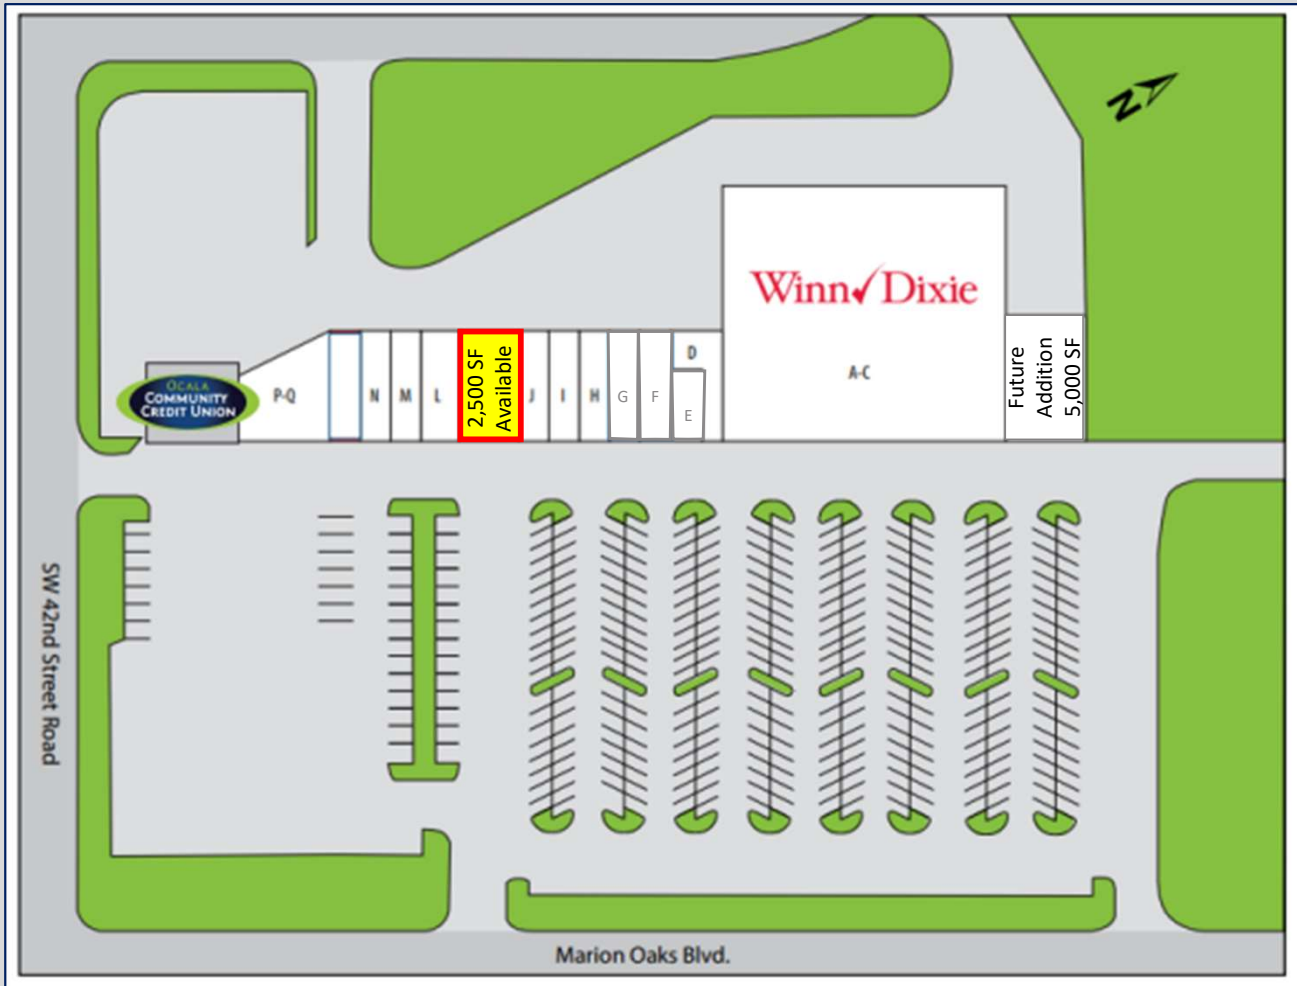 N
Winn Dixie
A-C
Future
Addition
5,000 SF
OCALA
COMMUNITY
CREDIT UNION
P-Q
N
M
L
2,500 SF
Available
J
I
H
G
F
D
E
SW 42nd Street Road
Marion Oaks Blvd.